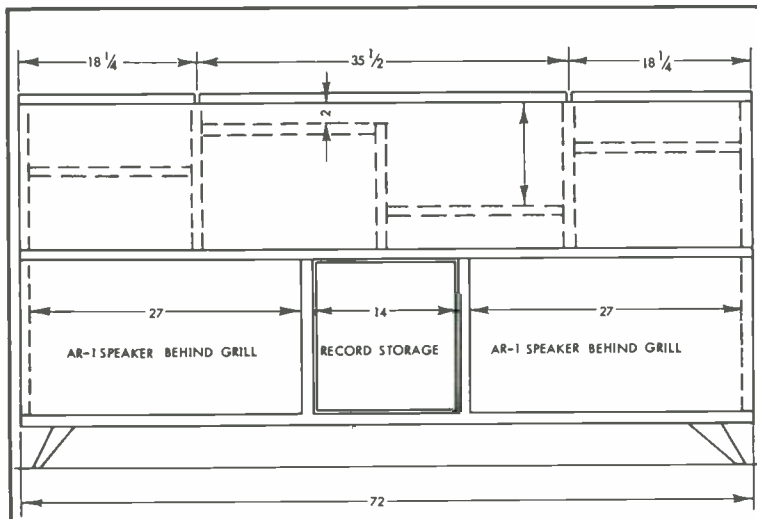 18 1/4
35 1/2
18 1/4
2
27
14
27
AR-1 SPEAKER BEHIND GRILL
RECORD STORAGE
AR-1 SPEAKER BEHIND GRILL
72